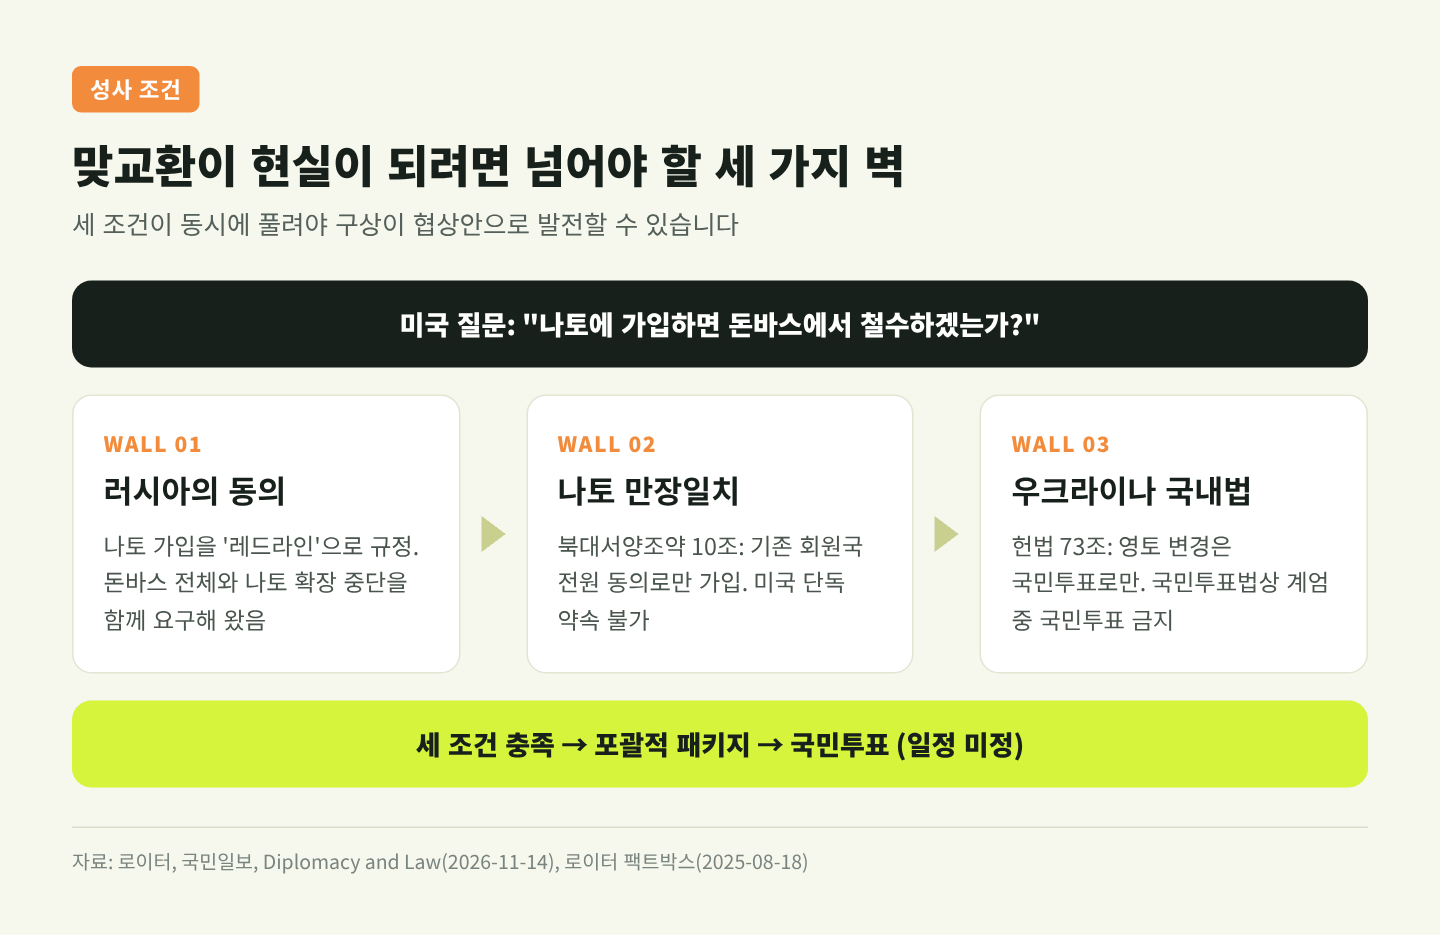 성사 조건
맞교환이 현실이 되려면 넘어야 할 세 가지 벽
세 조건이 동시에 풀려야 구상이 협상안으로 발전할 수 있습니다
미국 질문: "나토에 가입하면 돈바스에서 철수하겠는가?"
WALL 01
러시아의 동의
나토 가입을 '레드라인'으로 규정.
돈바스 전체와 나토 확장 중단을
함께 요구해 왔음
WALL 02
나토 만장일치
북대서양조약 10조: 기존 회원국
전원 동의로만 가입. 미국 단독
약속 불가
WALL 03
우크라이나 국내법
헌법 73조: 영토 변경은
국민투표로만. 국민투표법상 계엄
중 국민투표 금지
세 조건 충족 → 포괄적 패키지 → 국민투표 (일정 미정)
자료: 로이터, 국민일보, Diplomacy and Law(2026-11-14), 로이터 팩트박스(2025-08-18)